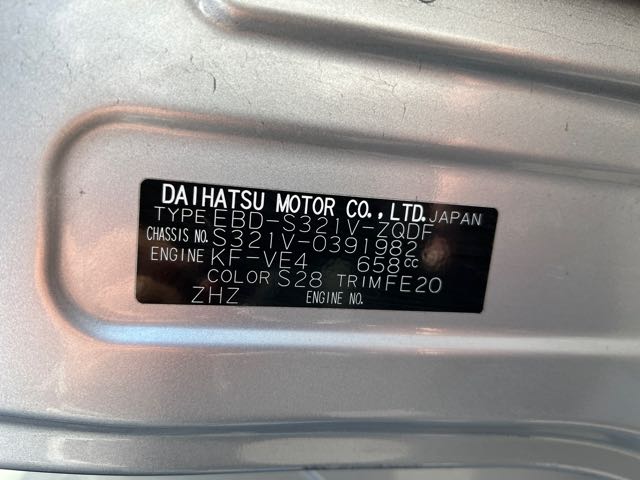 DAIHATSU MOTOR CO.,LTD. JAPAN
TYPE EBD-S321V-ZQDF
CHASSIS NO. S321V-0391982
ENGINE KF-VE4 658cc
COLOR S28 TRIM FE20
ZHZ ENGINE NO.